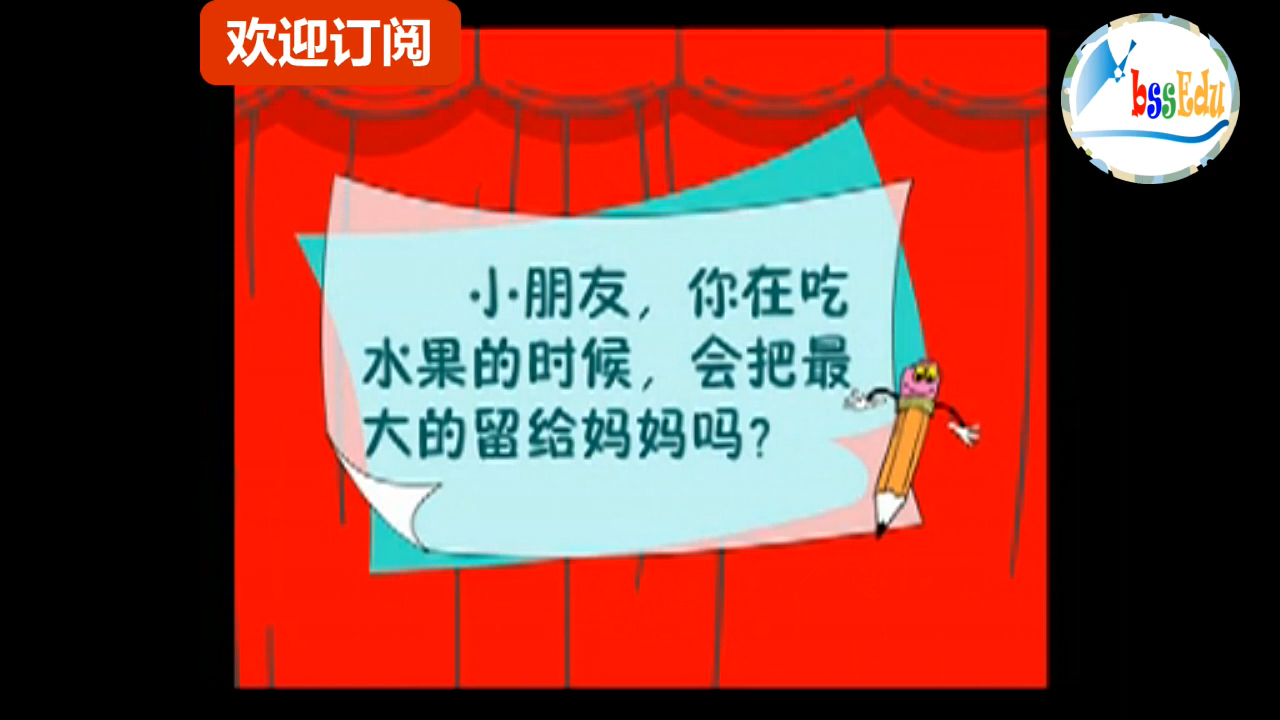 欢迎订阅
bssEdu
小朋友，你在吃
水果的时候，会把最
大的留给妈妈吗？